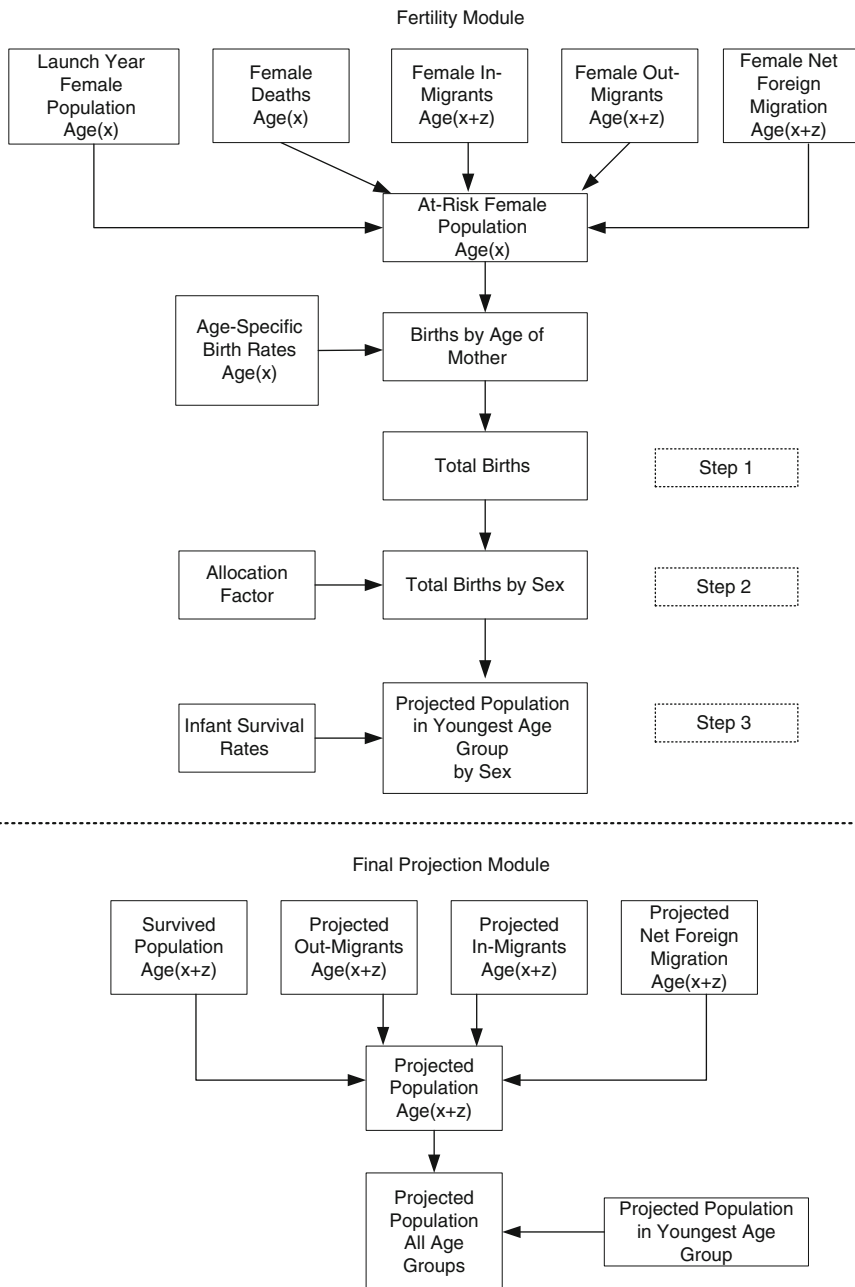 Fertility Module
Launch Year
Female
Population
Age(x)
Female
Deaths
Age(x)
Female In-
Migrants
Age(x+z)
Female Out-
Migrants
Age(x+z)
Female Net
Foreign
Migration
Age(x+z)
At-Risk Female
Population
Age(x)
Age-Specific
Birth Rates
Age(x)
Births by Age of
Mother
Total Births
Step 1
Allocation
Factor
Total Births by Sex
Step 2
Infant Survival
Rates
Projected Population
in Youngest Age
Group
by Sex
Step 3
Final Projection Module
Survived
Population
Age(x+z)
Projected
Out-Migrants
Age(x+z)
Projected
In-Migrants
Age(x+z)
Projected
Net Foreign
Migration
Age(x+z)
Projected
Population
Age(x+z)
Projected
Population
All Age
Groups
Projected Population
in Youngest Age
Group